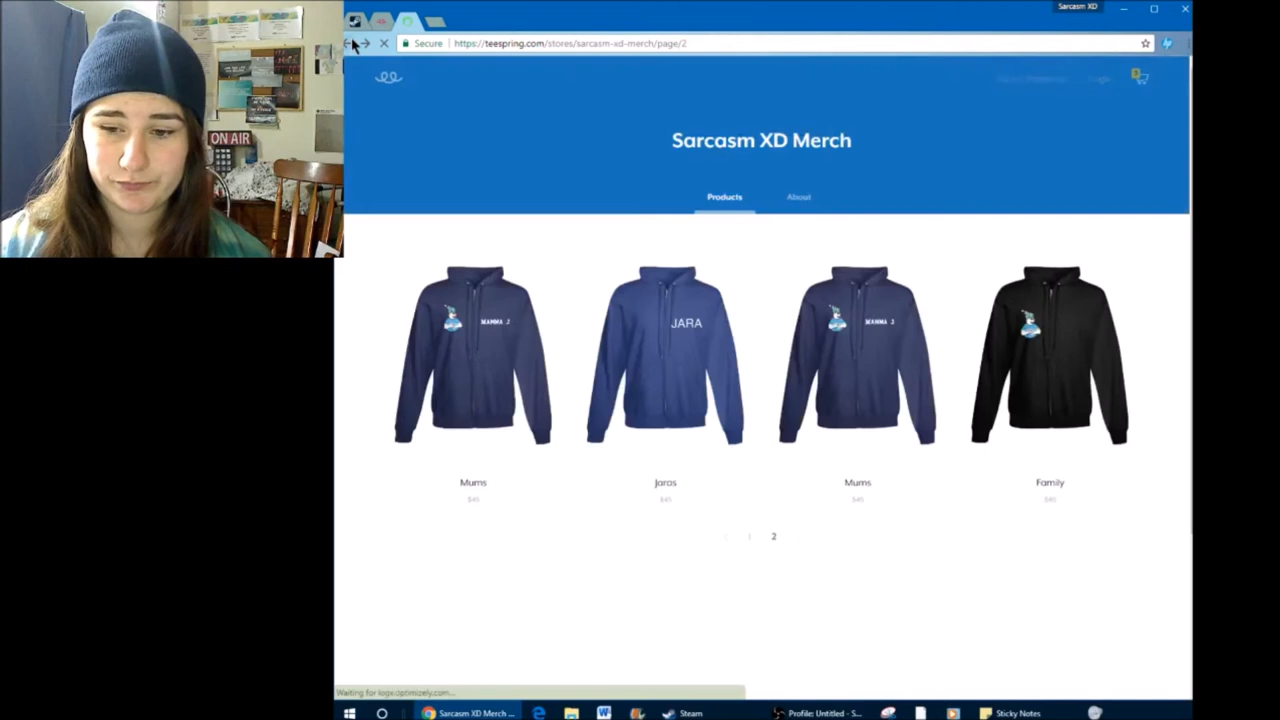 Sarcasm XD
Secure https://teespring.com/stores/sarcasm-xd-merch/page/2
ON AIR
Sarcasm XD Merch
Products About
MAMMA J JARA MAMMA J
Mums Jaras Mums Family
$45 $45 $45 $45
1 2
Waiting for logx.optimizely.com...
Sarcasm XD Merch ... Steam Profile: Untitled - S... Sticky Notes